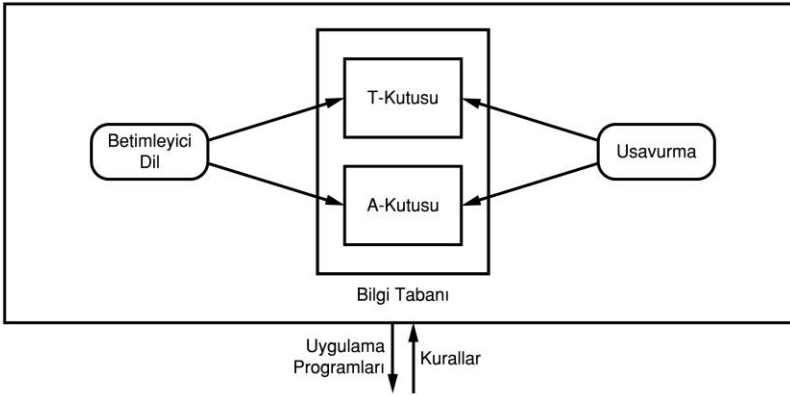 T-Kutusu
Betimleyici
Dil
Usavurma
A-Kutusu
Bilgi Tabanı
Uygulama
Programları
Kurallar